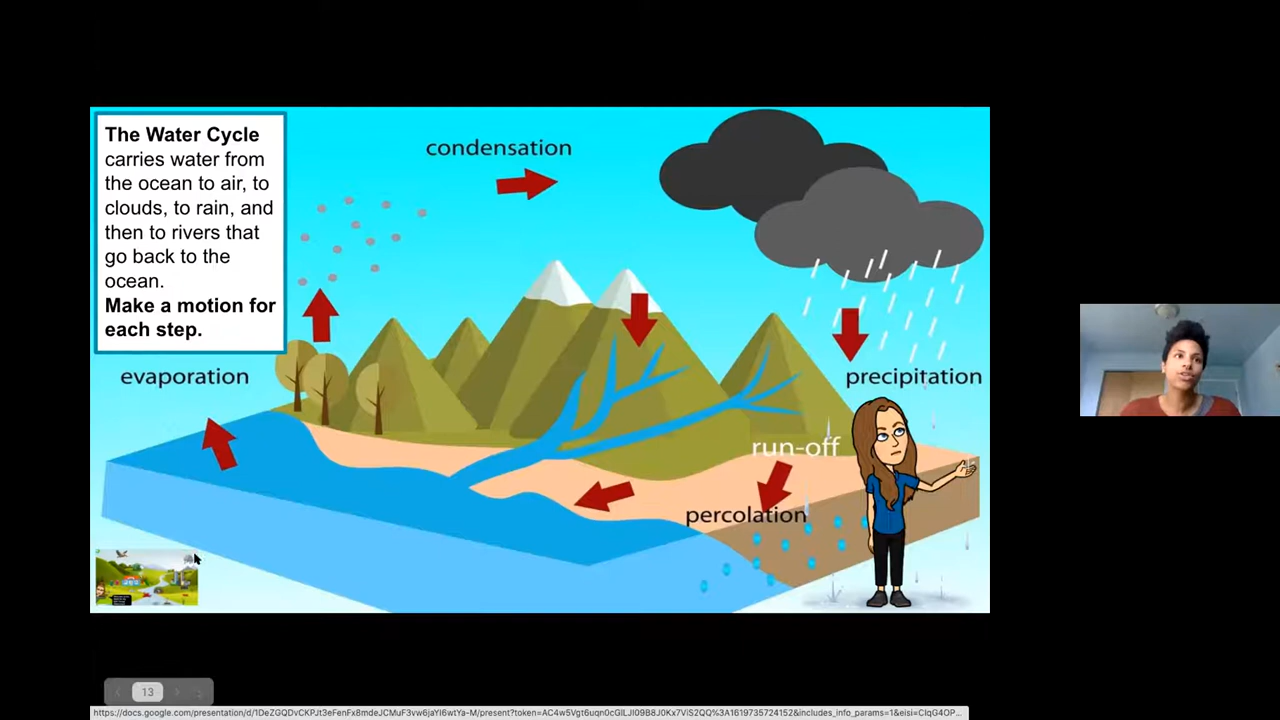 The Water Cycle
carries water from
the ocean to air, to
clouds, to rain, and
then to rivers that
go back to the
ocean.
Make a motion for
each step.
condensation
evaporation
precipitation
run-off
percolation
13